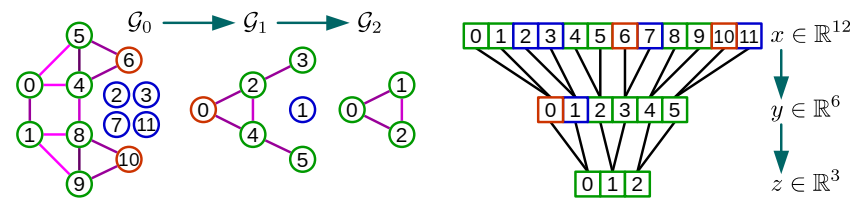 𝒢₀ → 𝒢₁ → 𝒢₂
5
6
0 4 2 3
7 11
1 8
10
9
3
2
0 1
4
5
1
0
2
0 1 2 3 4 5 6 7 8 9 10 11 x ∈ ℝ¹²
0 1 2 3 4 5 y ∈ ℝ⁶
0 1 2 z ∈ ℝ³